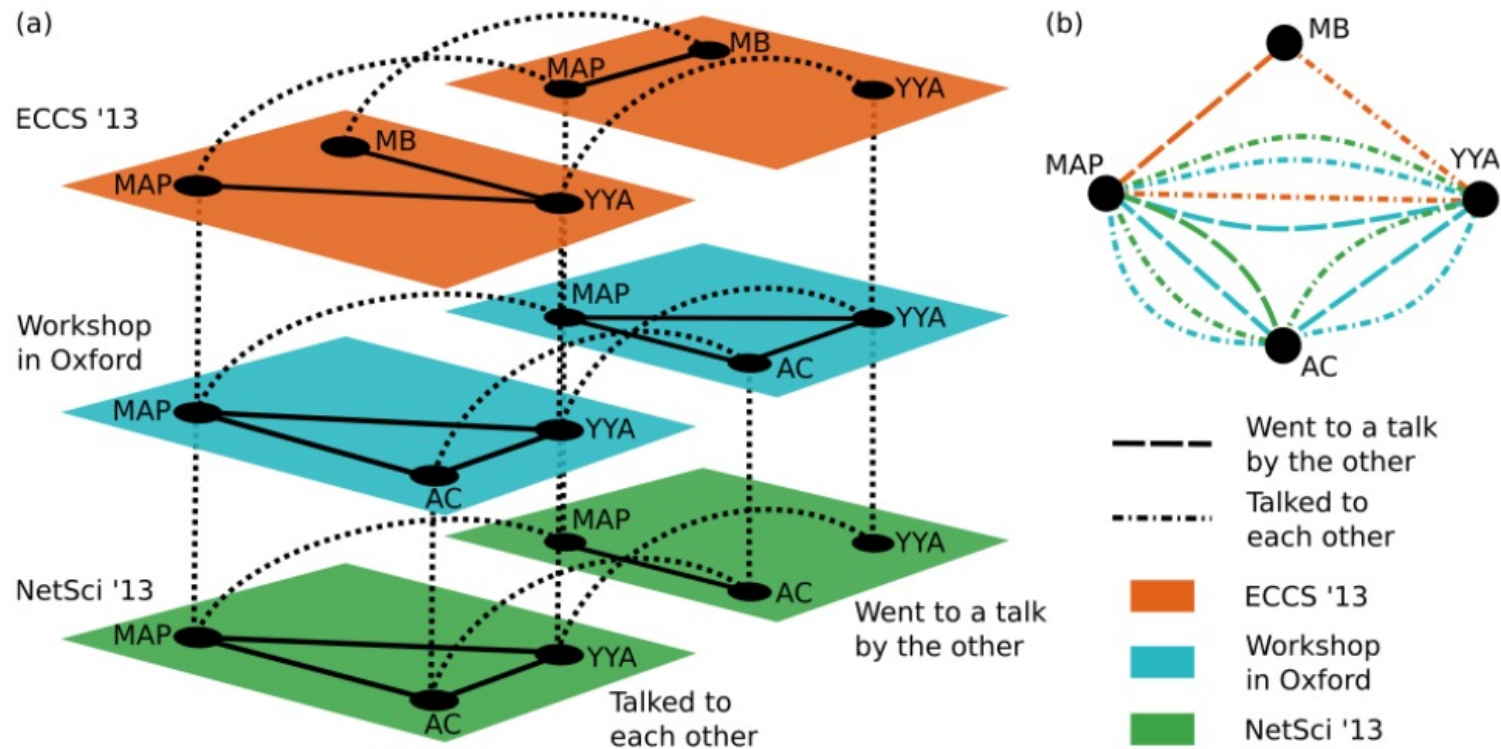 (a)
ECCS '13
MAP
MB
YYA
MB
MAP
YYA
Workshop
in Oxford
MAP
YYA
AC
MAP
YYA
AC
NetSci '13
MAP
YYA
AC
MAP
YYA
AC
Went to a talk
by the other
Talked to
each other
(b)
MB
MAP
YYA
AC
Went to a talk
by the other
Talked to
each other
ECCS '13
Workshop
in Oxford
NetSci '13